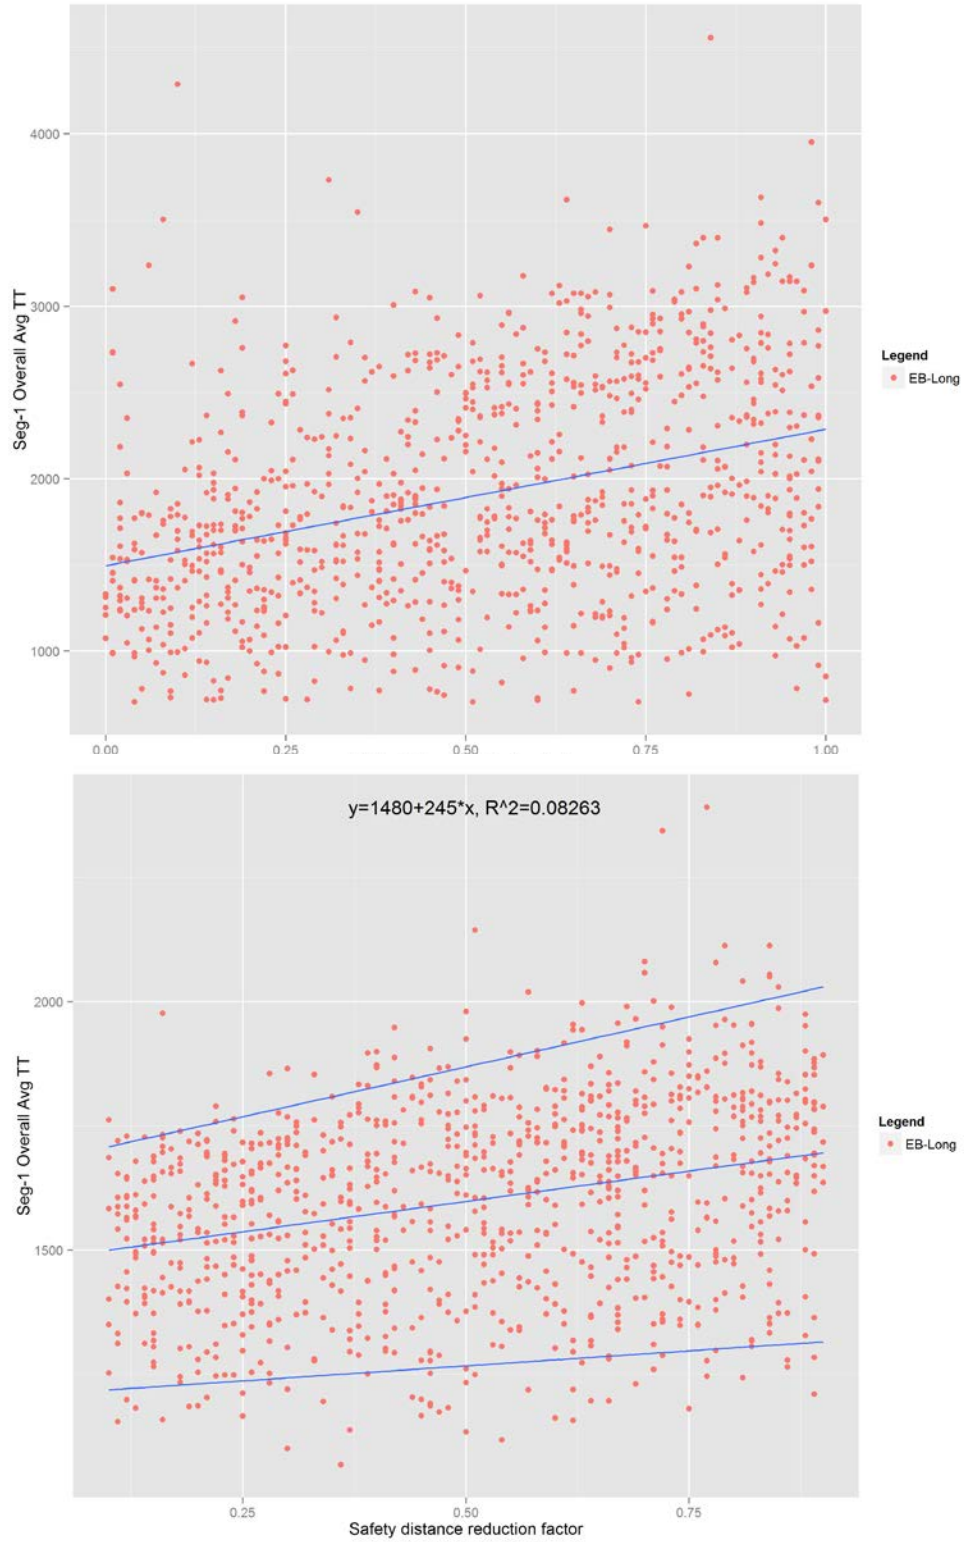 4000
3000
2000
1000
Seg-1 Overall Avg TT
0.00 0.25 0.50 0.75 1.00
Legend
EB-Long
y=1480+245*x, R^2=0.08263
2000
1500
Seg-1 Overall Avg TT
0.25 0.50 0.75
Safety distance reduction factor
Legend
EB-Long